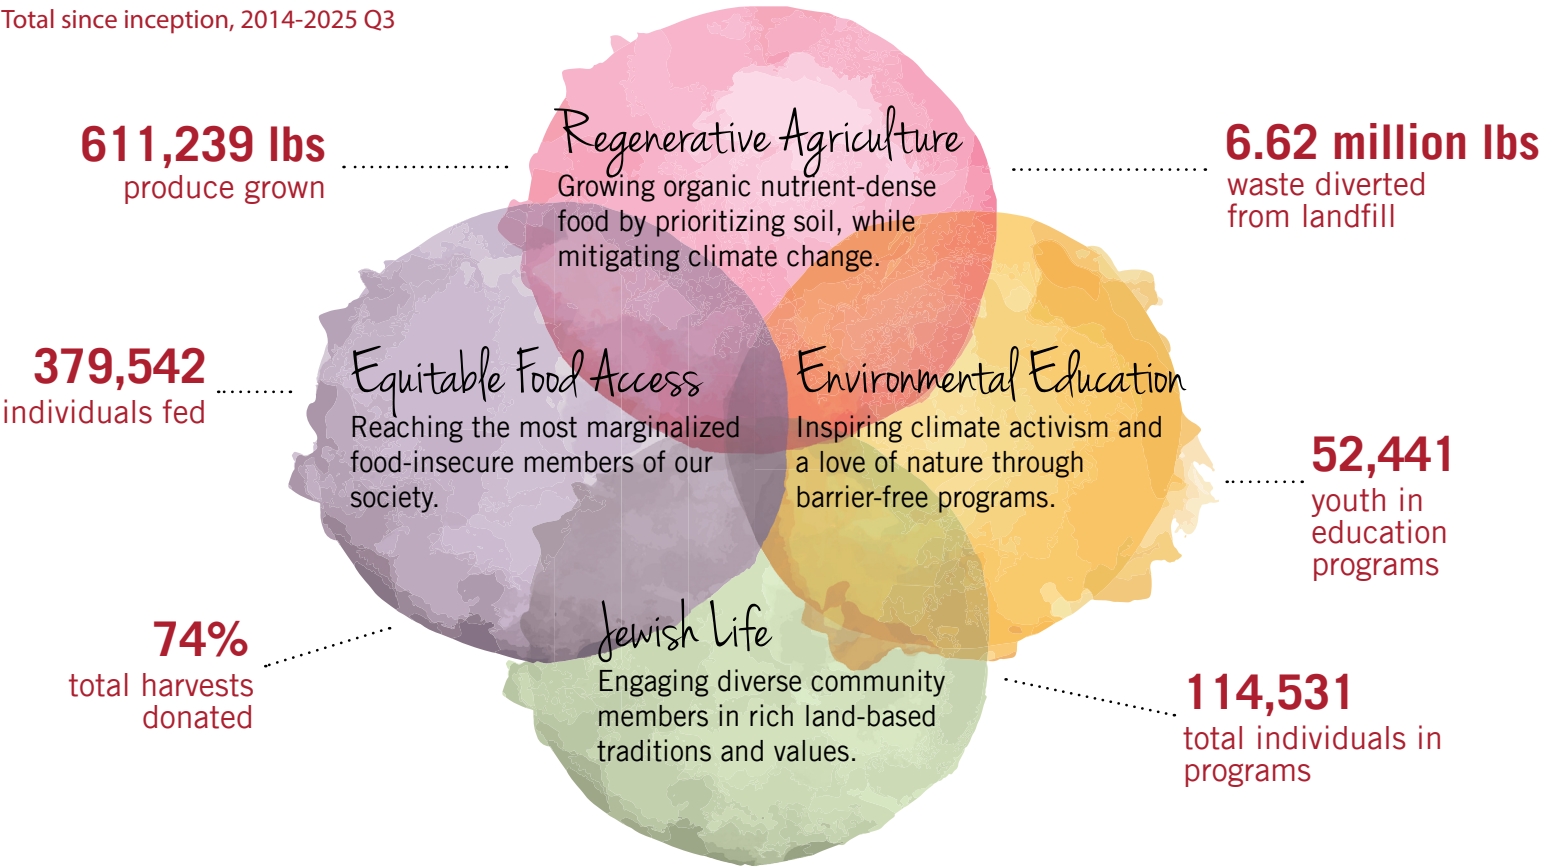 Total since inception, 2014-2025 Q3
611,239 lbs
produce grown
Regenerative Agriculture
Growing organic nutrient-dense
food by prioritizing soil, while
mitigating climate change.
6.62 million lbs
waste diverted
from landfill
379,542
individuals fed
Equitable Food Access
Reaching the most marginalized
food-insecure members of our
society.
Environmental Education
Inspiring climate activism and
a love of nature through
barrier-free programs.
52,441
youth in
education
programs
74%
total harvests
donated
Jewish Life
Engaging diverse community
members in rich land-based
traditions and values.
114,531
total individuals in
programs